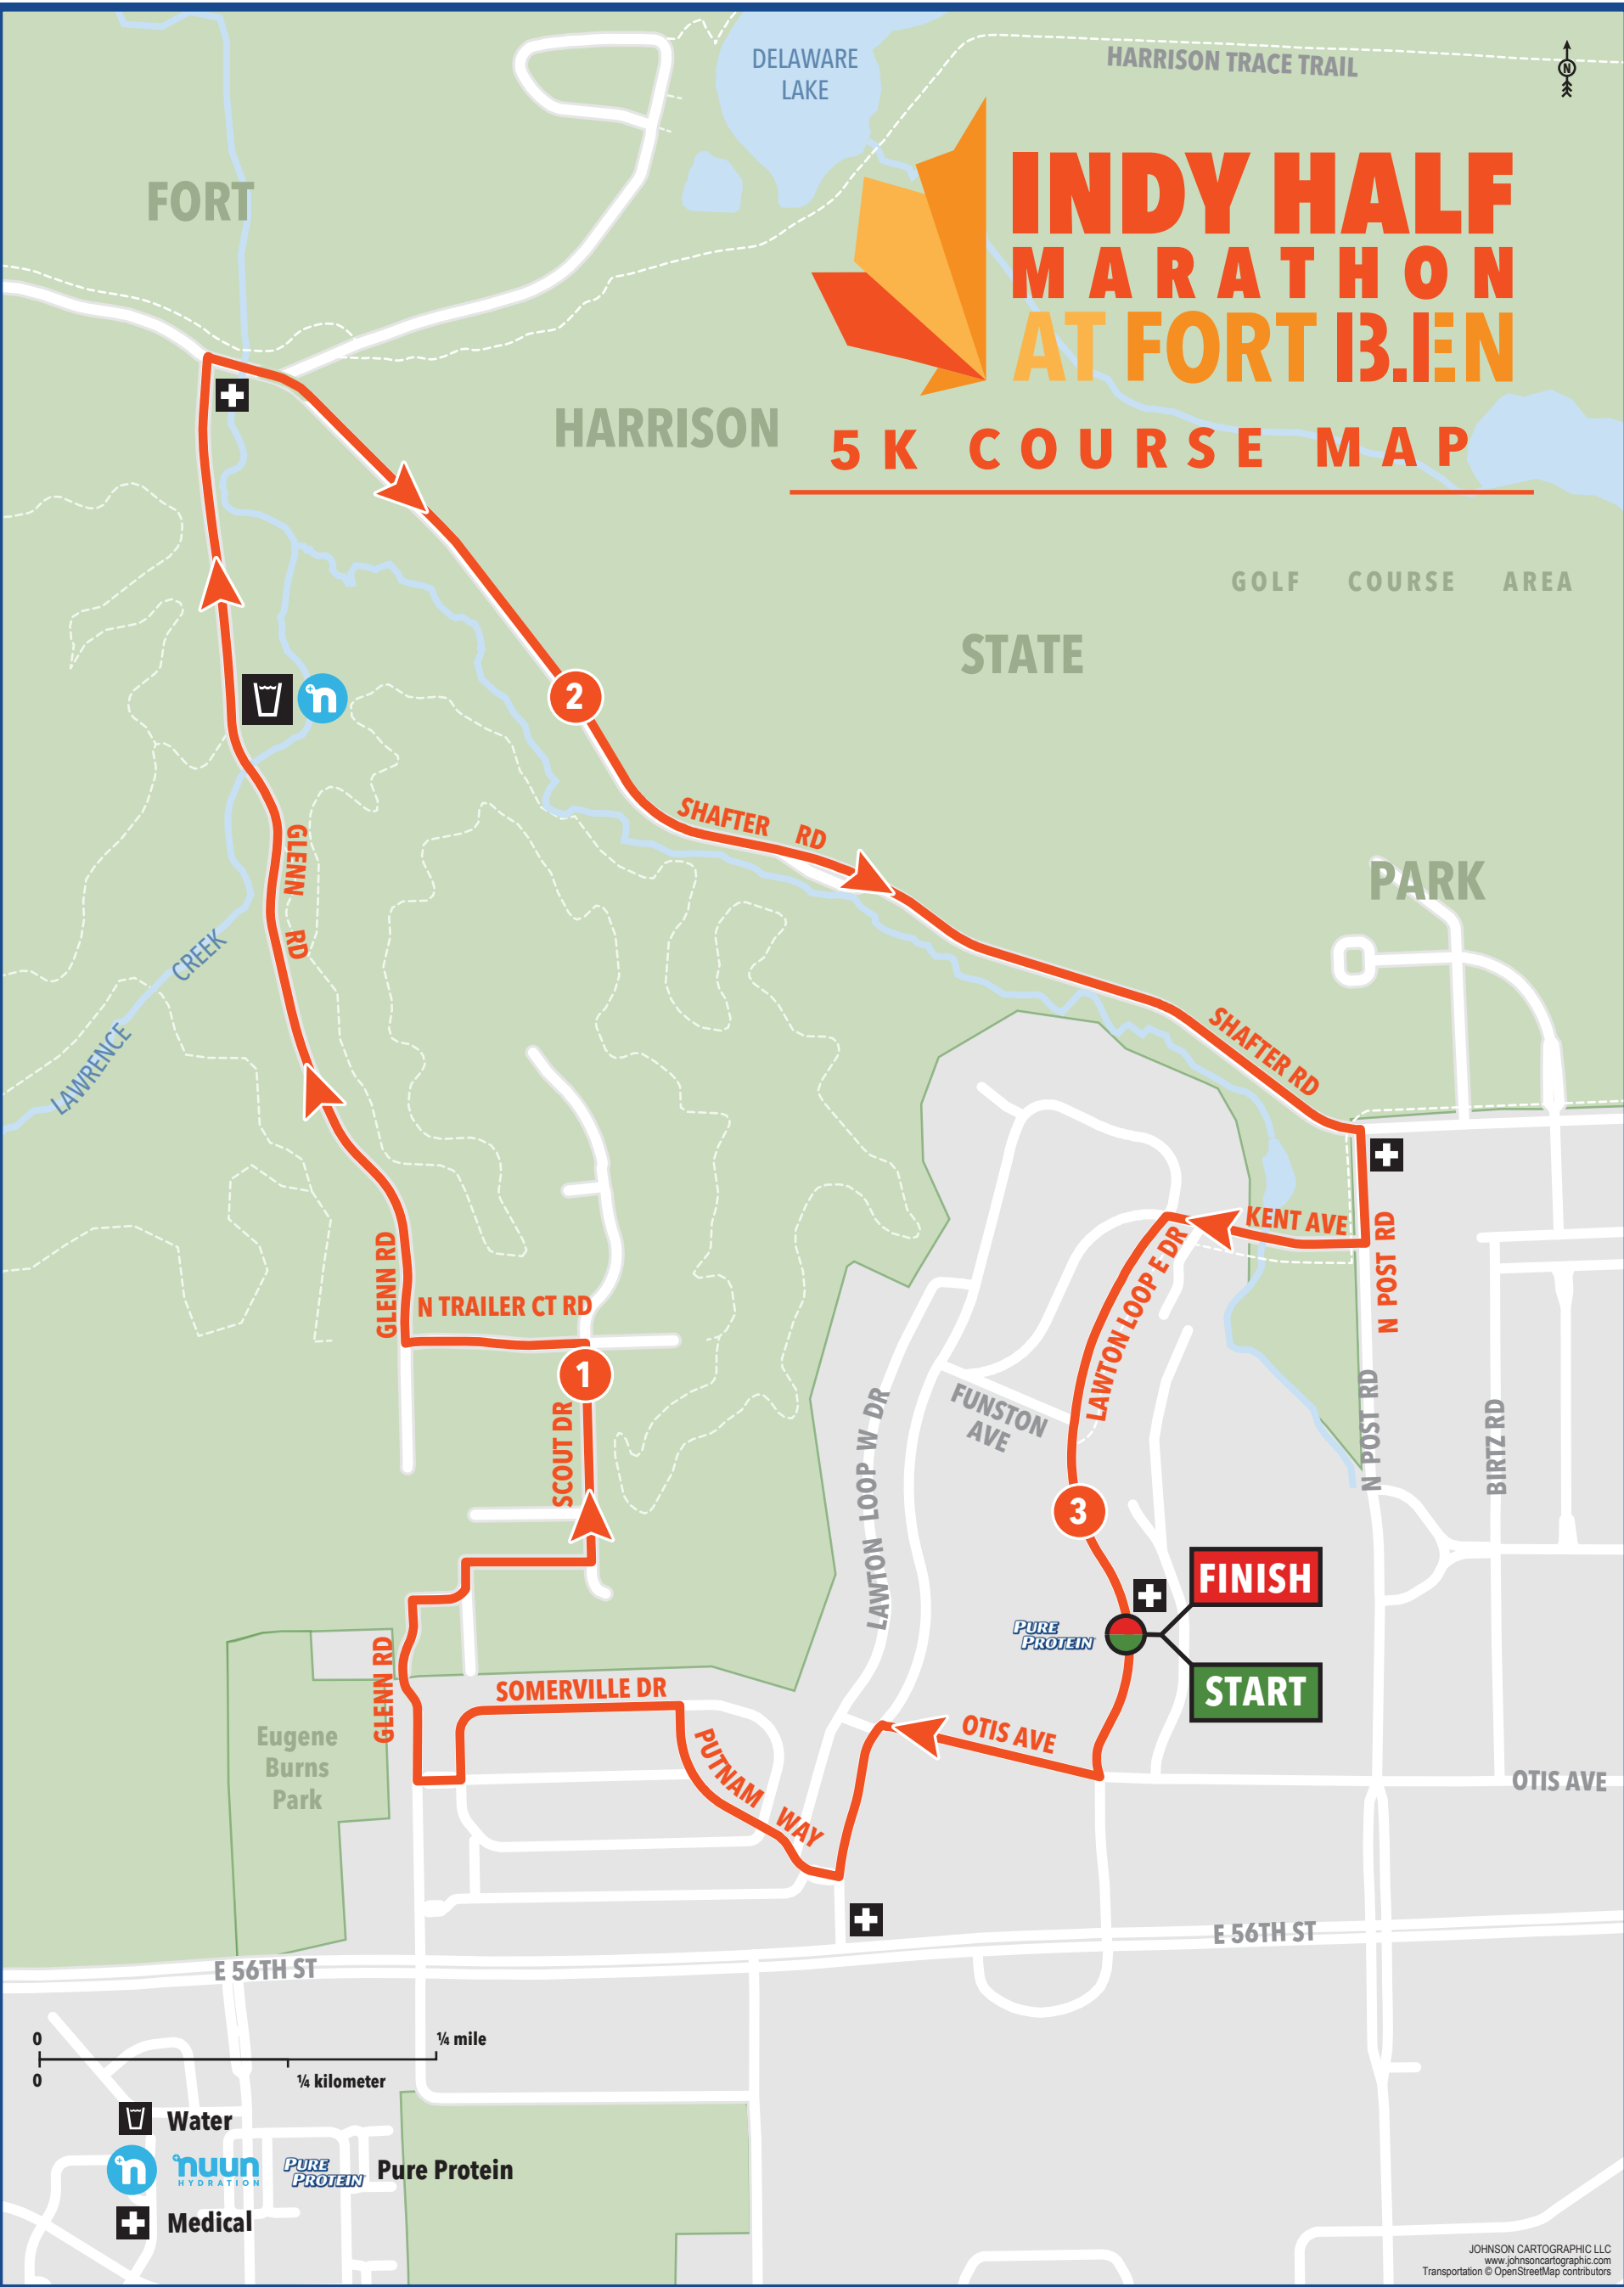 DELAWARE
LAKE
HARRISON TRACE TRAIL
N
FORT
INDY HALF
MARATHON
AT FORT BEN
5K COURSE MAP
HARRISON
GOLF COURSE AREA
STATE
n
2
SHAFTER RD
GLENN RD
PARK
CREEK
LAWRENCE
SHAFTER RD
KENT AVE
N POST RD
GLENN RD
N TRAILER CT RD
LAWTON LOOP E DR
1
SCOUT DR
FUNSTON
AVE
LAWTON LOOP W DR
N POST RD
BIRTZ RD
3
FINISH
PURE
PROTEIN
START
GLENN RD
SOMERVILLE DR
PUTNAM WAY
OTIS AVE
Eugene
Burns
Park
OTIS AVE
E 56TH ST
E 56TH ST
0 ¼ mile
0 ¼ kilometer
Water
n nuun
HYDRATION
PURE
PROTEIN
Pure Protein
Medical
JOHNSON CARTOGRAPHIC LLC
www.johnsoncartographic.com
Transportation © OpenStreetMap contributors